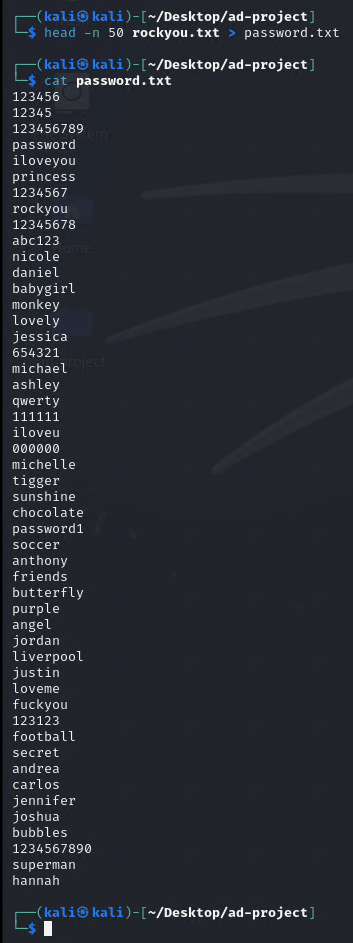 ┌──(kali㉿kali)-[~/Desktop/ad-project]
└─$ head -n 50 rockyou.txt > password.txt
┌──(kali㉿kali)-[~/Desktop/ad-project]
└─$ cat password.txt
123456
12345
123456789
password
iloveyou
princess
1234567
rockyou
12345678
abc123
nicole
daniel
babygirl
monkey
lovely
jessica
654321
michael
ashley
qwerty
111111
iloveu
000000
michelle
tigger
sunshine
chocolate
password1
soccer
anthony
friends
butterfly
purple
angel
jordan
liverpool
justin
loveme
fuckyou
123123
football
secret
andrea
carlos
jennifer
joshua
bubbles
1234567890
superman
hannah
┌──(kali㉿kali)-[~/Desktop/ad-project]
└─$